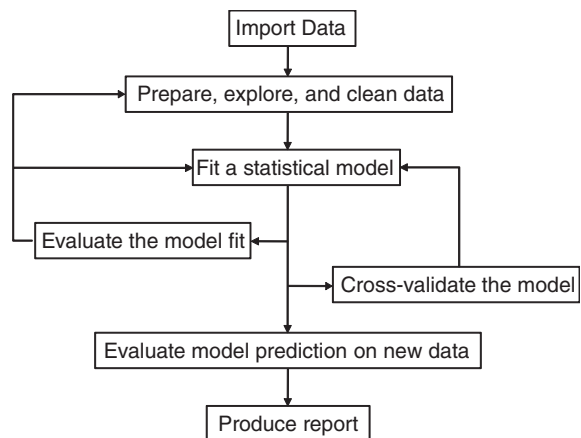 Import Data
Prepare, explore, and clean data
Fit a statistical model
Evaluate the model fit
Cross-validate the model
Evaluate model prediction on new data
Produce report